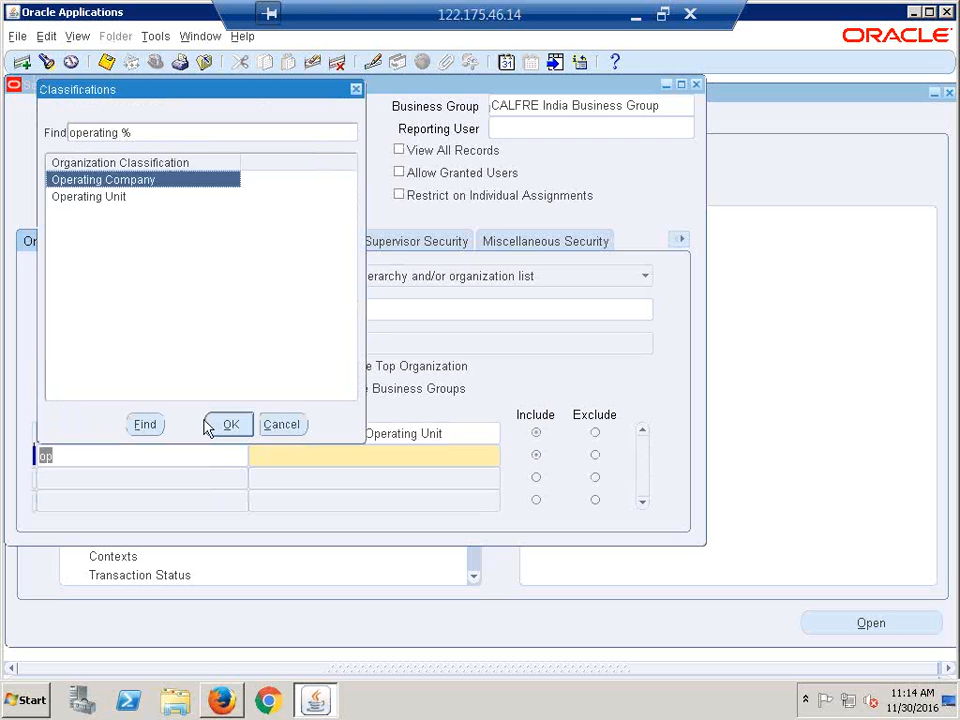 Oracle Applications
122.175.46.14
File Edit View Folder Tools Window Help
ORACLE
Classifications
Find operating %
Organization Classification
Operating Company
Operating Unit
Find OK Cancel
Business Group CALFRE India Business Group
Reporting User
View All Records
Allow Granted Users
Restrict on Individual Assignments
Or
Supervisor Security Miscellaneous Security
erarchy and/or organization list
e Top Organization
e Business Groups
Include Exclude
Operating Unit
op
Contexts
Transaction Status
Open
Start
11:14 AM
11/30/2016